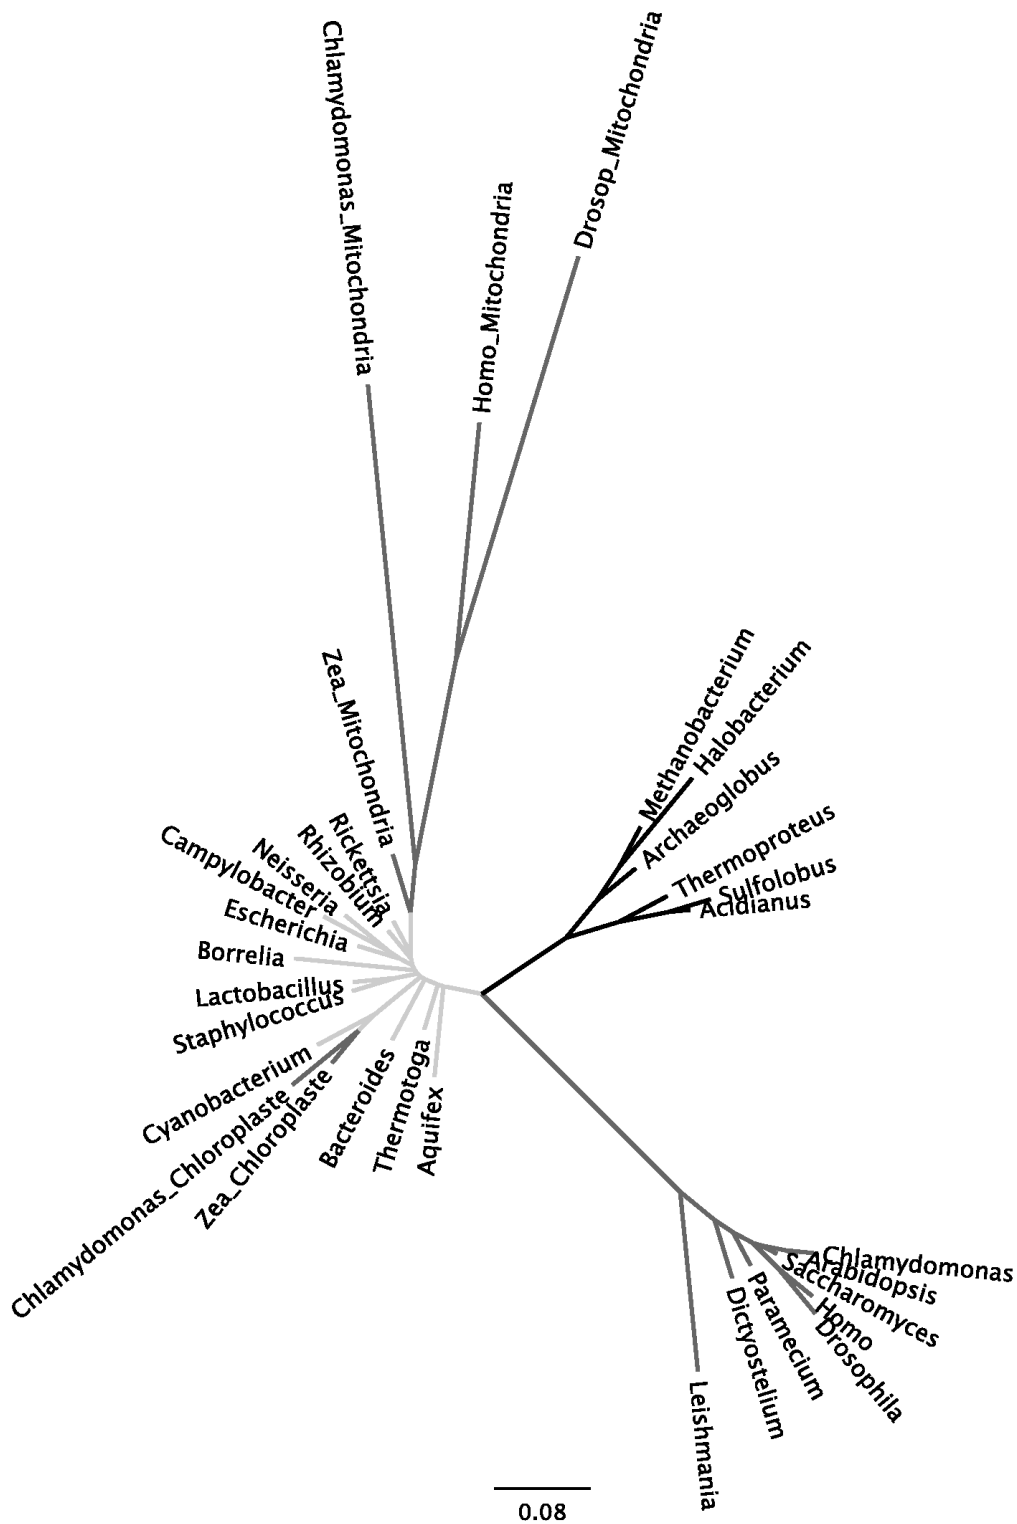 Chlamydomonas_Mitochondria
Homo_Mitochondria
Drosop_Mitochondria
Methanobacterium
Halobacterium
Archaeoglobus
Thermoproteus
Sulfolobus
Acidianus
Zea_Mitochondria
Rickettsia
Rhizobium
Neisseria
Campylobacter
Escherichia
Borrelia
Lactobacillus
Staphylococcus
Cyanobacterium
Chlamydomonas_Chloroplaste
Zea_Chloroplaste
Bacteroides
Thermotoga
Aquifex
Chlamydomonas
Arabidopsis
Saccharomyces
Homo
Drosophila
Paramecium
Dictyostelium
Leishmania
0.08